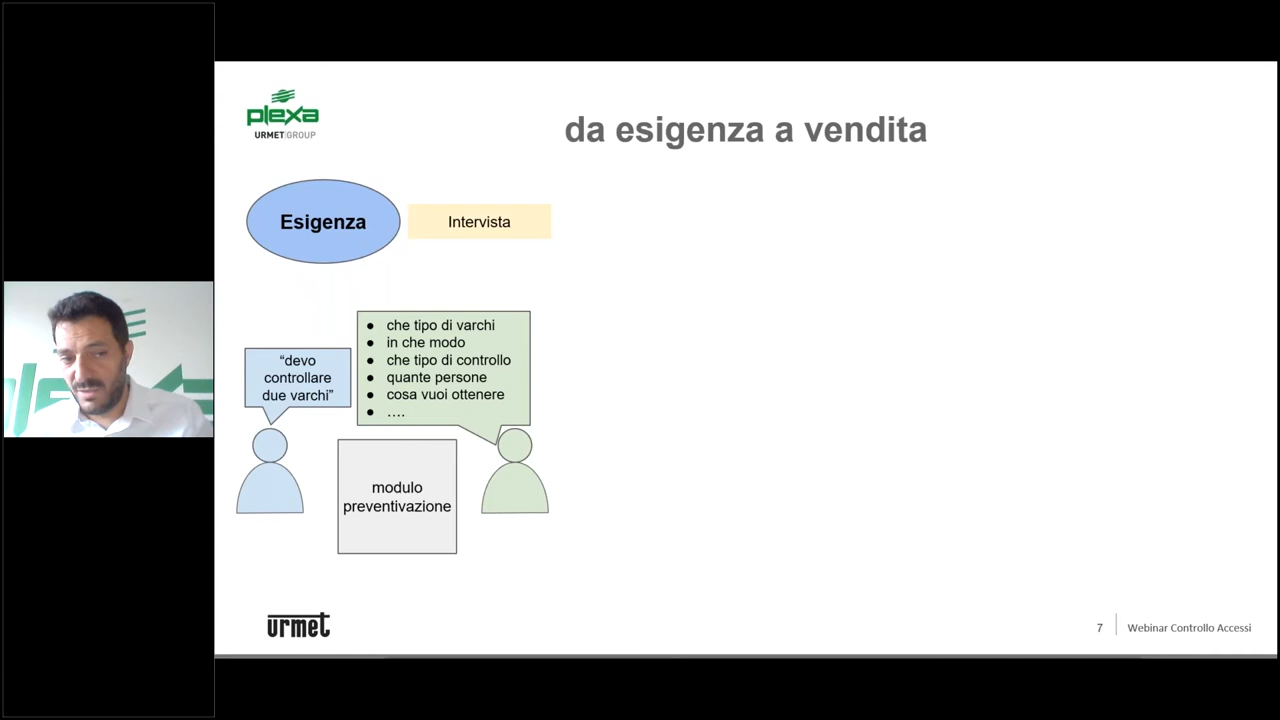 plexa
URMET GROUP
da esigenza a vendita
Esigenza
Intervista
● che tipo di varchi
● in che modo
● che tipo di controllo
● quante persone
● cosa vuoi ottenere
● ....
“devo
controllare
due varchi”
modulo
preventivazione
urmet
7
Webinar Controllo Accessi